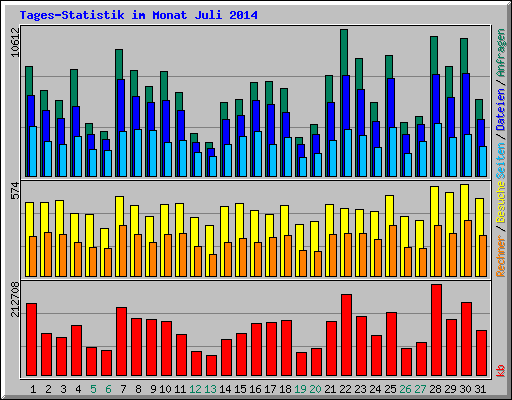 Tages-Statistik im Monat Juli 2014
10612
574
212708
Rechner / Besuche Seiten / Dateien / Anfragen
kb
1 2 3 4 5 6 7 8 9 10 11 12 13 14 15 16 17 18 19 20 21 22 23 24 25 26 27 28 29 30 31